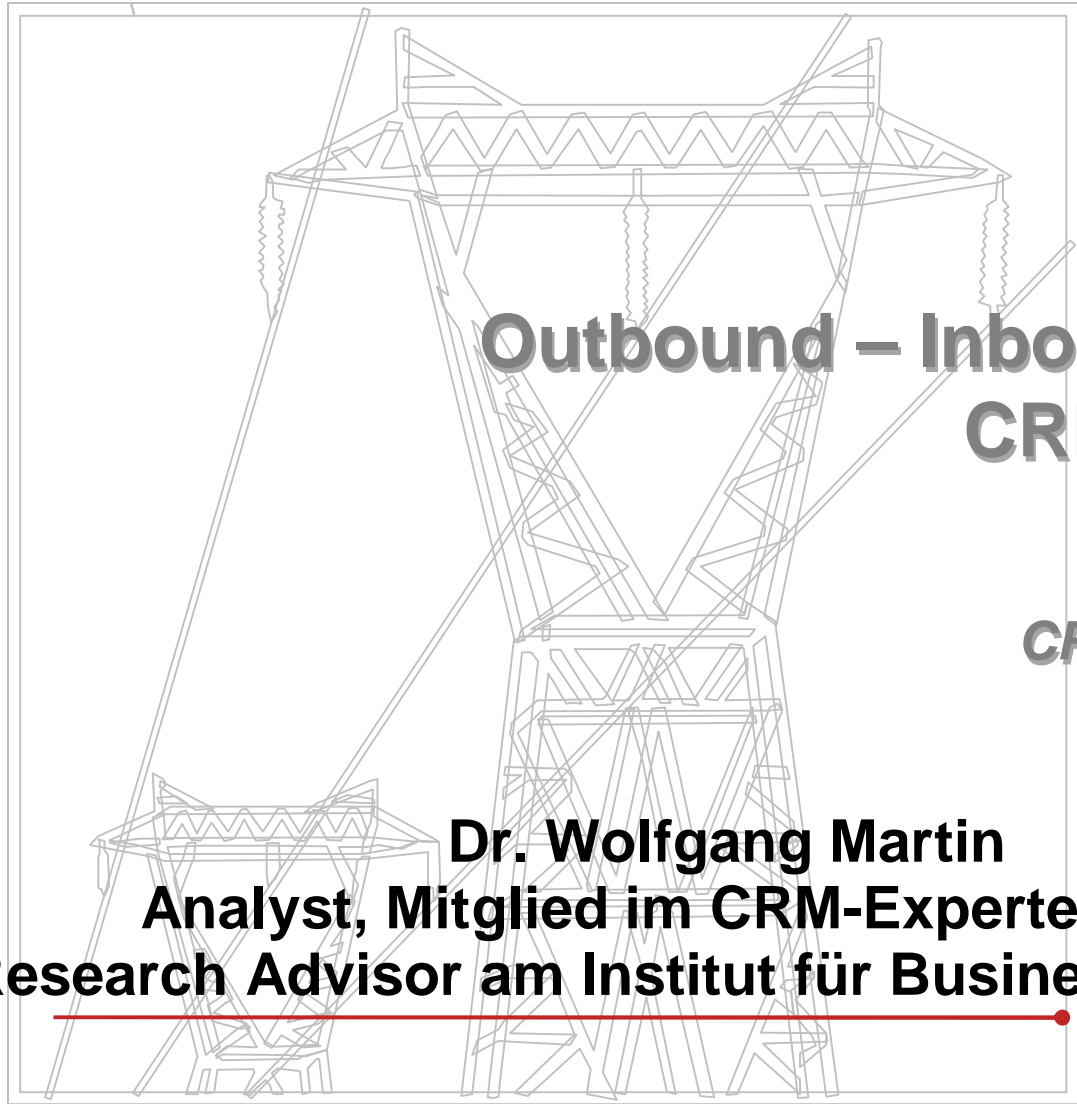 Outbound – Inbo
CR
CR
Dr. Wolfgang Martin
Analyst, Mitglied im CRM-Experte
esearch Advisor am Institut für Busine